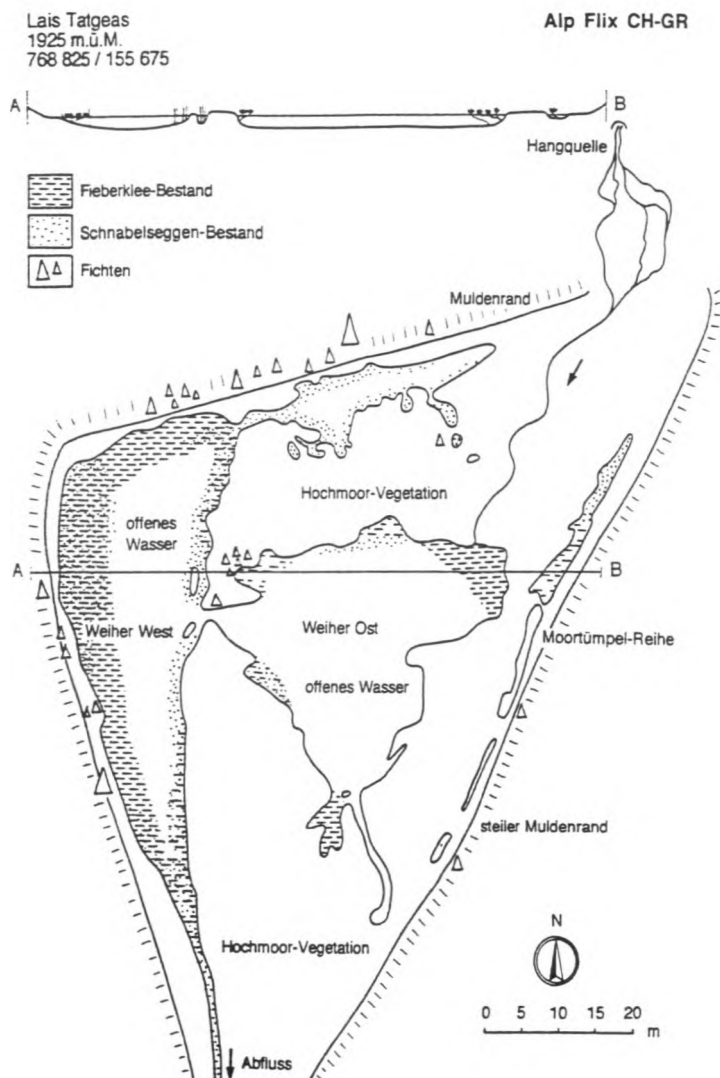 Lais Tatgeas
1925 m.ü.M.
768 825 / 155 675
Alp Flix CH-GR
A
B
Hangquelle
Fieberklee-Bestand
Schnabelseggen-Bestand
Fichten
Muldenrand
Hochmoor-Vegetation
offenes
Wasser
A
B
Weiher West
Weiher Ost
Moortümpel-Reihe
offenes Wasser
steiler Muldenrand
Hochmoor-Vegetation
N
0 5 10 15 20
m
Abfluss